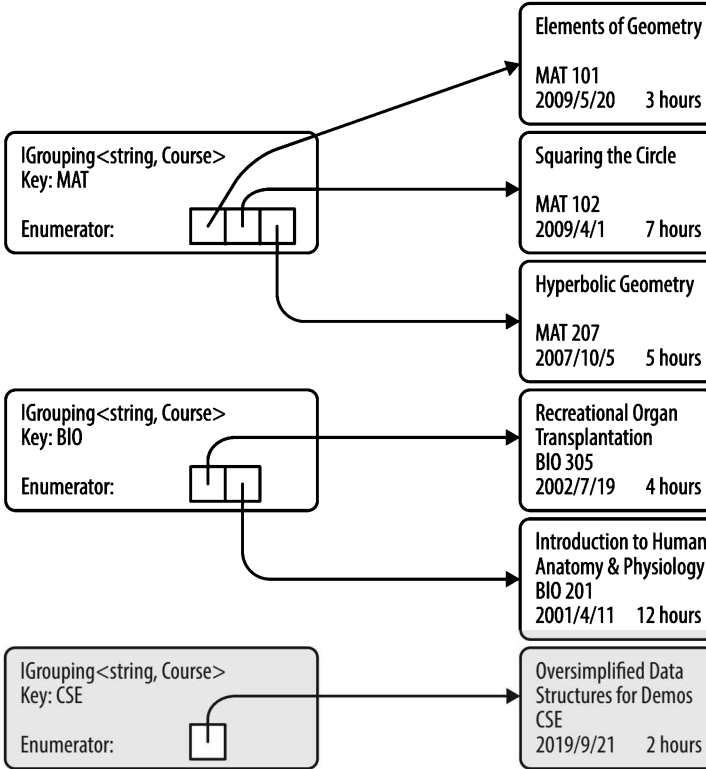 Elements of Geometry
MAT 101
2009/5/20 3 hours
IGrouping<string, Course>
Key: MAT
Enumerator:
Squaring the Circle
MAT 102
2009/4/1 7 hours
Hyperbolic Geometry
MAT 207
2007/10/5 5 hours
IGrouping<string, Course>
Key: BIO
Enumerator:
Recreational Organ
Transplantation
BIO 305
2002/7/19 4 hours
Introduction to Human
Anatomy & Physiology
BIO 201
2001/4/11 12 hours
IGrouping<string, Course>
Key: CSE
Enumerator:
Oversimplified Data
Structures for Demos
CSE
2019/9/21 2 hours